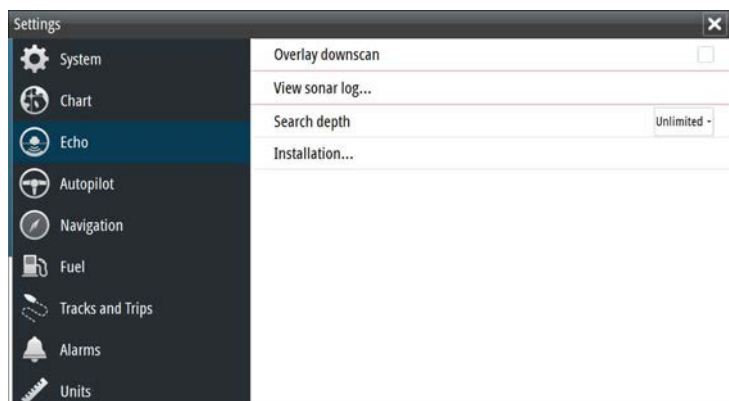 Settings
System
Chart
Echo
Autopilot
Navigation
Fuel
Tracks and Trips
Alarms
Units
Overlay downscan
View sonar log...
Search depth Unlimited
Installation...